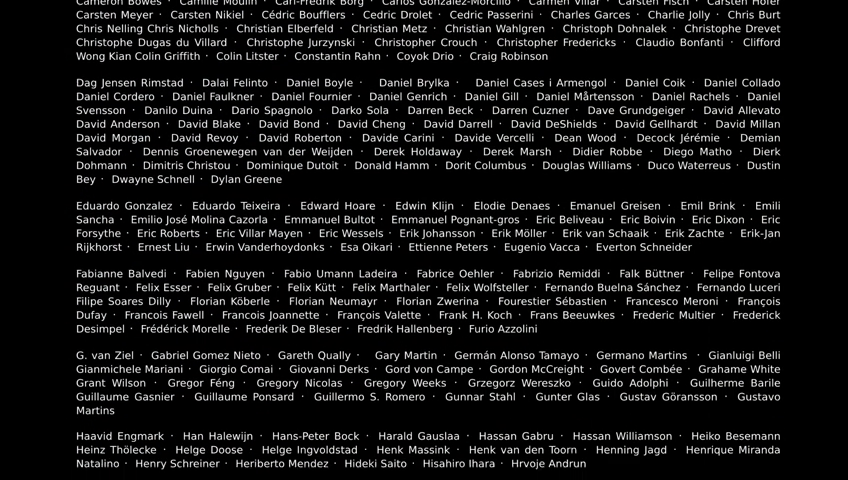 Cameron Bowes · Camille Moulin · Carl-Fredrik Borg · Carlos González-Morcillo · Carmen Villar · Carsten Fisch · Carsten Hofer
Carsten Meyer · Carsten Nikiel · Cédric Boufflers · Cedric Drolet · Cedric Passerini · Charles Garces · Charlie Jolly · Chris Burt
Chris Nelling Chris Nicholls · Christian Elberfeld · Christian Metz · Christian Wahlgren · Christoph Dohnalek · Christophe Drevet
Christophe Dugas du Villard · Christophe Jurzynski · Christopher Crouch · Christopher Fredericks · Claudio Bonfanti · Clifford
Wong Kian Colin Griffith · Colin Litster · Constantin Rahn · Coyok Drio · Craig Robinson
Dag Jensen Rimstad · Dalai Felinto · Daniel Boyle · Daniel Brylka · Daniel Cases i Armengol · Daniel Coik · Daniel Collado
Daniel Cordero · Daniel Faulkner · Daniel Fournier · Daniel Genrich · Daniel Gill · Daniel Mårtensson · Daniel Rachels · Daniel
Svensson · Danilo Duina · Dario Spagnolo · Darko Sola · Darren Beck · Darren Cuzner · Dave Grundgeiger · David Allevato
David Anderson · David Blake · David Bond · David Cheng · David Darrell · David DeShields · David Gellhardt · David Millan
David Morgan · David Revoy · David Roberton · Davide Carini · Davide Vercelli · Dean Wood · Decock Jérémie · Demian
Salvador · Dennis Groenewegen van der Weijden · Derek Holdaway · Derek Marsh · Didier Robbe · Diego Matho · Dierk
Dohmann · Dimitris Christou · Dominique Dutoit · Donald Hamm · Dorit Columbus · Douglas Williams · Duco Waterreus · Dustin
Bey · Dwayne Schnell · Dylan Greene
Eduardo Gonzalez · Eduardo Teixeira · Edward Hoare · Edwin Klijn · Elodie Denaes · Emanuel Greisen · Emil Brink · Emili
Sancha · Emilio José Molina Cazorla · Emmanuel Bultot · Emmanuel Pognant-gros · Eric Beliveau · Eric Boivin · Eric Dixon · Eric
Forsythe · Eric Roberts · Eric Villar Mayen · Eric Wessels · Erik Johansson · Erik Möller · Erik van Schaaik · Erik Zachte · Erik-Jan
Rijkhorst · Ernest Liu · Erwin Vanderhoydonks · Esa Oikari · Ettienne Peters · Eugenio Vacca · Everton Schneider
Fabianne Balvedi · Fabien Nguyen · Fabio Umann Ladeira · Fabrice Oehler · Fabrizio Remiddi · Falk Büttner · Felipe Fontova
Reguant · Felix Esser · Felix Gruber · Felix Kütt · Felix Marthaler · Felix Wolfsteller · Fernando Buelna Sánchez · Fernando Luceri
Filipe Soares Dilly · Florian Köberle · Florian Neumayr · Florian Zwerina · Fourestier Sébastien · Francesco Meroni · François
Dufay · Francois Fawell · Francois Joannette · François Valette · Frank H. Koch · Frans Beeuwkes · Frederic Multier · Frederick
Desimpel · Frédérick Morelle · Frederik De Bleser · Fredrik Hallenberg · Furio Azzolini
G. van Ziel · Gabriel Gomez Nieto · Gareth Qually · Gary Martin · Germán Alonso Tamayo · Germano Martins · Gianluigi Belli
Gianmichele Mariani · Giorgio Comai · Giovanni Derks · Gord von Campe · Gordon McCreight · Govert Combée · Grahame White
Grant Wilson · Gregor Féng · Gregory Nicolas · Gregory Weeks · Grzegorz Wereszko · Guido Adolphi · Guilherme Barile
Guillaume Gasnier · Guillaume Ponsard · Guillermo S. Romero · Gunnar Stahl · Gunter Glas · Gustav Göransson · Gustavo
Martins
Haavid Engmark · Han Halewijn · Hans-Peter Bock · Harald Gauslaa · Hassan Gabru · Hassan Williamson · Heiko Besemann
Heinz Thölecke · Helge Doose · Helge Ingvoldstad · Henk Massink · Henk van den Toorn · Henning Jagd · Henrique Miranda
Natalino · Henry Schreiner · Heriberto Mendez · Hideki Saito · Hisahiro Ihara · Hrvoje Andrun